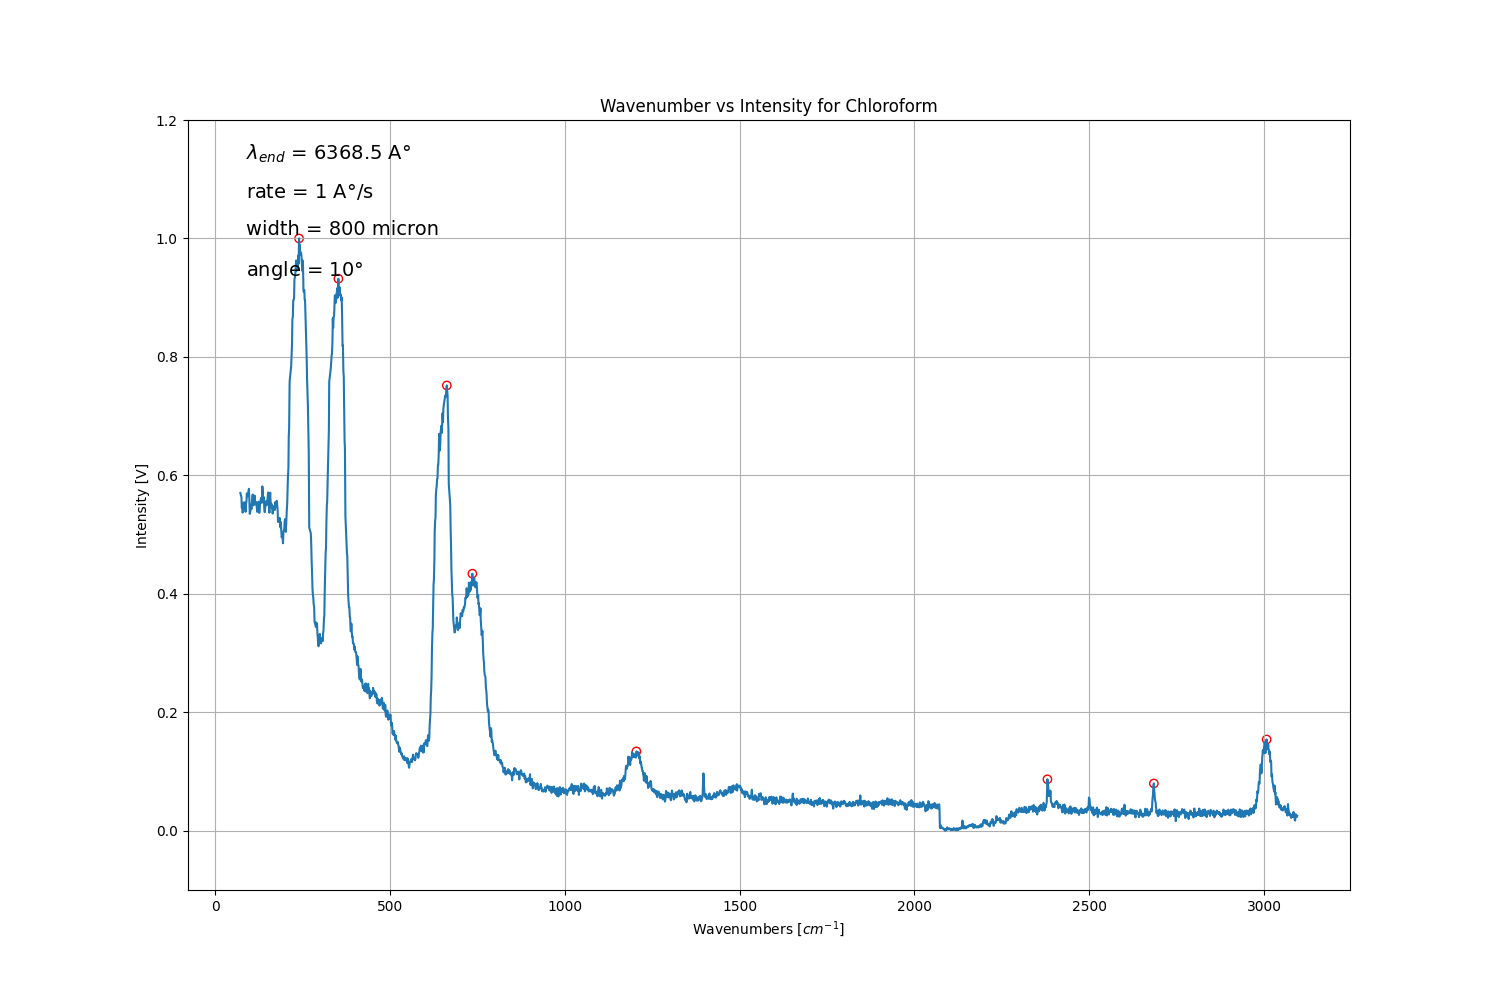 Wavenumber vs Intensity for Chloroform
1.2
1.0
0.8
0.6
0.4
0.2
0.0
Intensity [V]
λend = 6368.5 A°
rate = 1 A°/s
width = 800 micron
angle = 10°
0 500 1000 1500 2000 2500 3000
Wavenumbers [cm⁻¹]